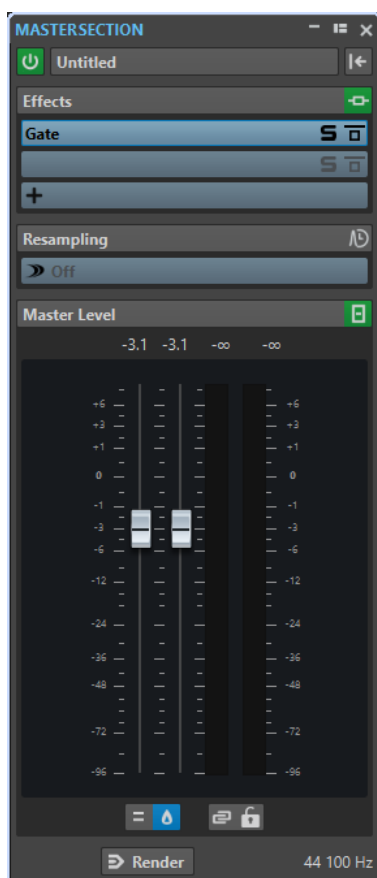 MASTERSECTION
Untitled
Effects
Gate S
S
+
Resampling
Off
Master Level
-3.1 -3.1 -∞ -∞
+6 +6
+3 +3
+1 +1
0 0
-1 -1
-3 -3
-6 -6
-12 -12
-24 -24
-36 -36
-48 -48
-72 -72
-96 -96
Render 44 100 Hz